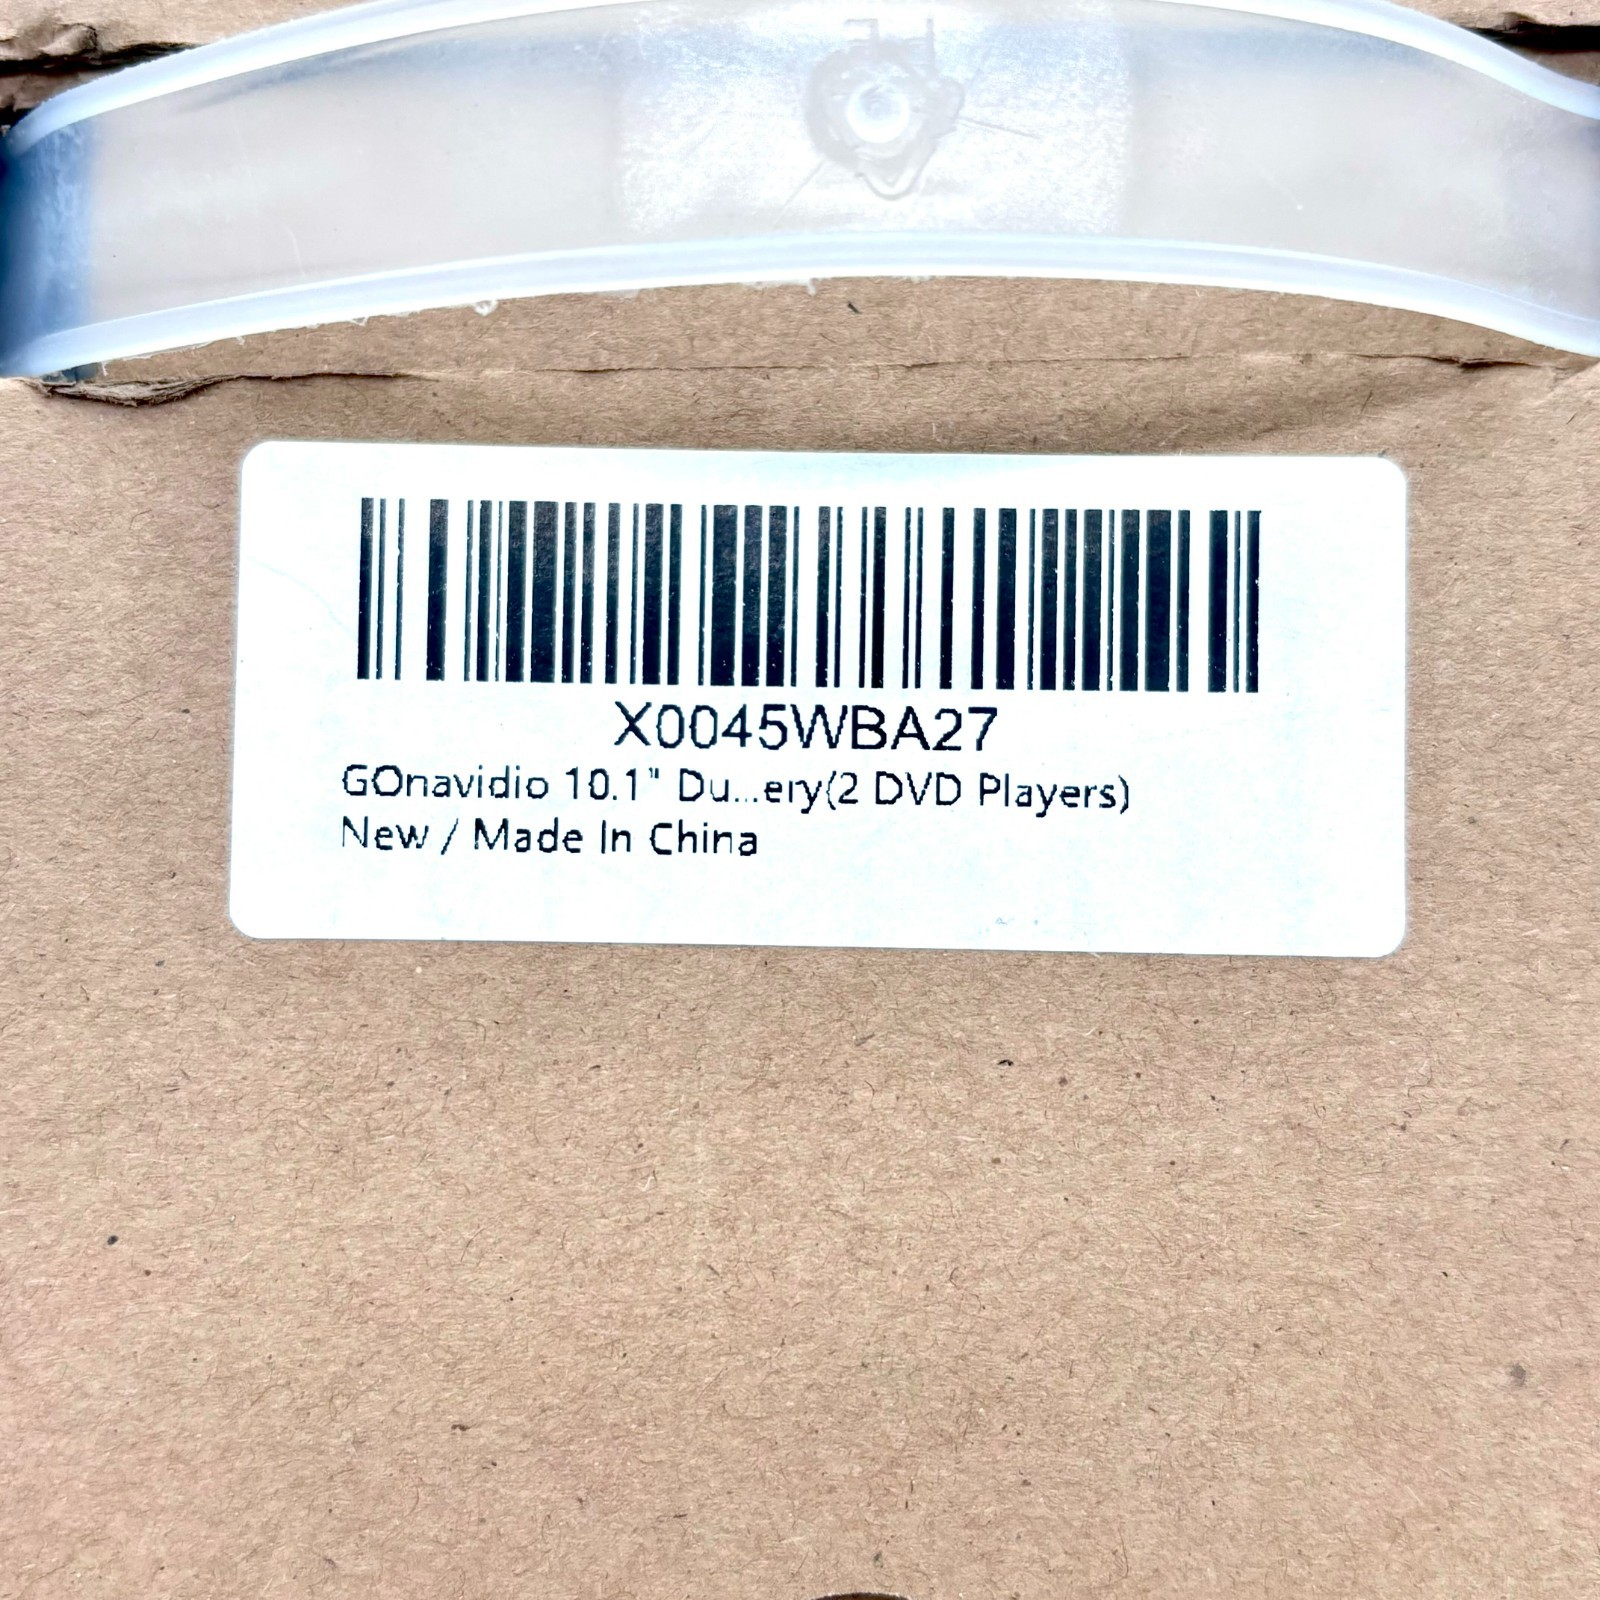 X0045WBA27
GOnavidio 10.1" Du...ery(2 DVD Players)
New / Made In China